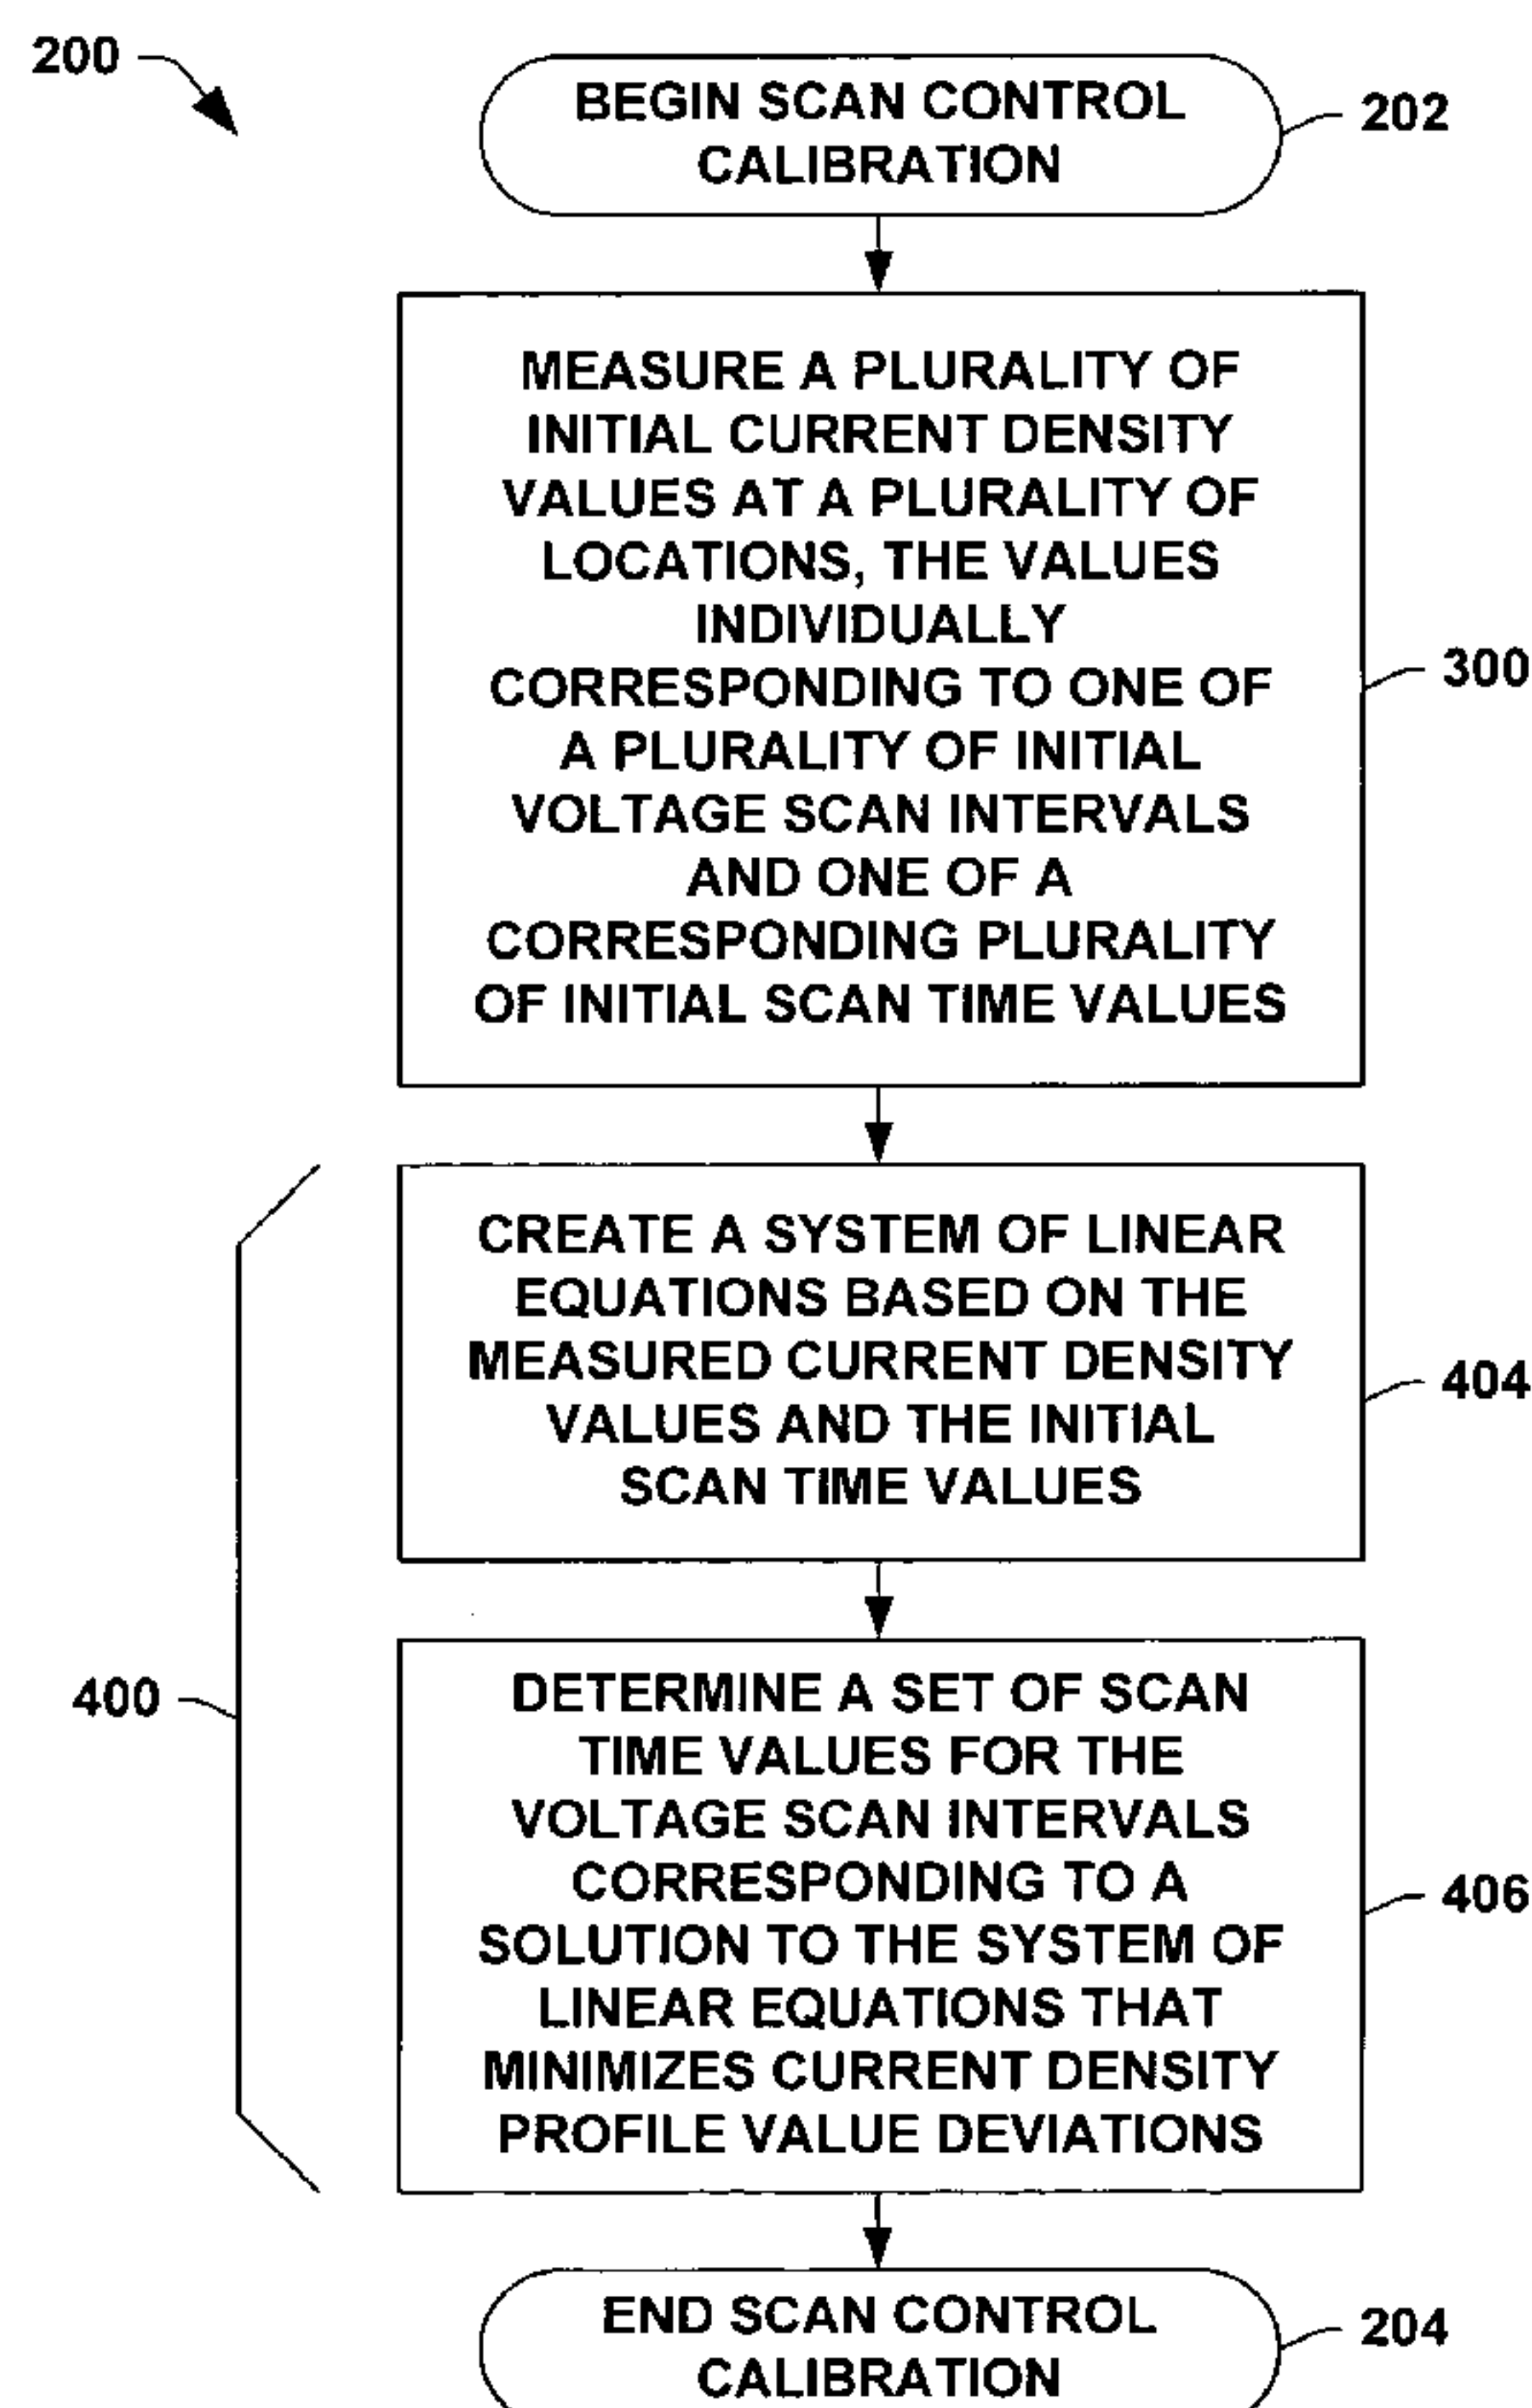 200
BEGIN SCAN CONTROL
CALIBRATION
202
MEASURE A PLURALITY OF
INITIAL CURRENT DENSITY
VALUES AT A PLURALITY OF
LOCATIONS, THE VALUES
INDIVIDUALLY
CORRESPONDING TO ONE OF
A PLURALITY OF INITIAL
VOLTAGE SCAN INTERVALS
AND ONE OF A
CORRESPONDING PLURALITY
OF INITIAL SCAN TIME VALUES
300
CREATE A SYSTEM OF LINEAR
EQUATIONS BASED ON THE
MEASURED CURRENT DENSITY
VALUES AND THE INITIAL
SCAN TIME VALUES
404
400
DETERMINE A SET OF SCAN
TIME VALUES FOR THE
VOLTAGE SCAN INTERVALS
CORRESPONDING TO A
SOLUTION TO THE SYSTEM OF
LINEAR EQUATIONS THAT
MINIMIZES CURRENT DENSITY
PROFILE VALUE DEVIATIONS
406
END SCAN CONTROL
CALIBRATION
204